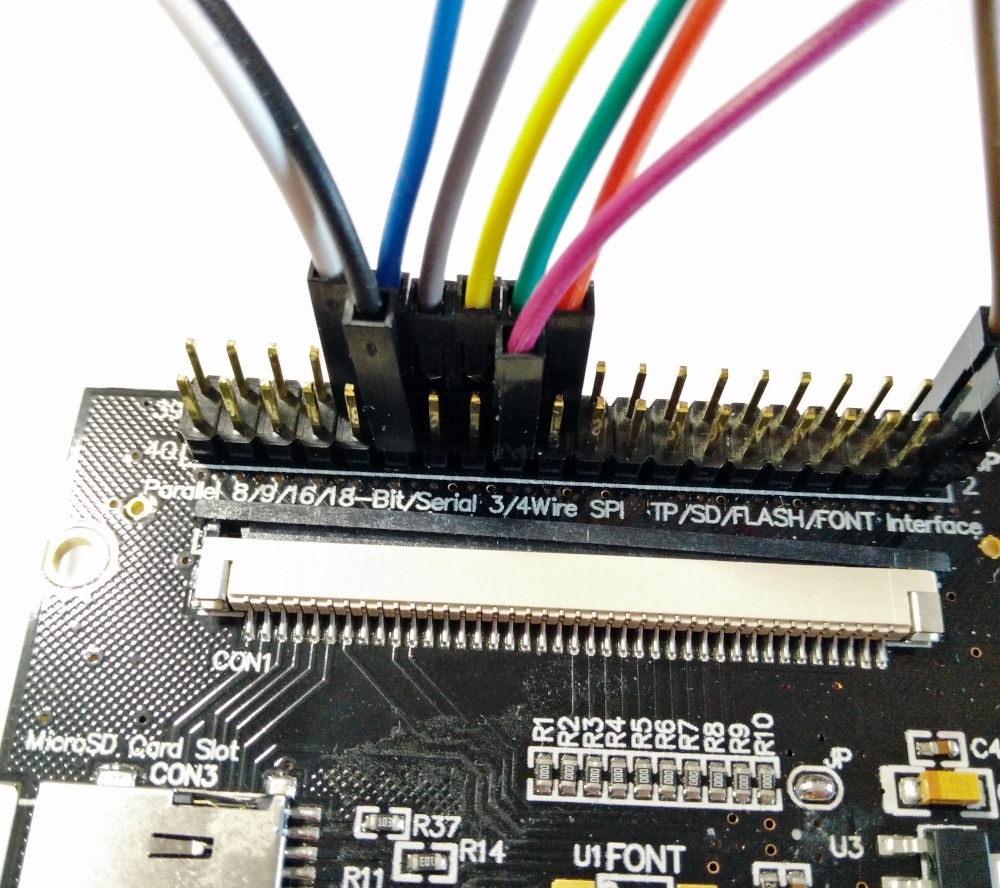 39
40
2
Parallel 8/9/16/18-Bit/Serial 3/4Wire SPI TP/SD/FLASH/FONT Interface
CON1
R1
R2
R3
R4
R5
R6
R7
R8
R9
R10
MicroSD Card Slot
CON3
R37
R14
R11
U1 FONT
U3
C4